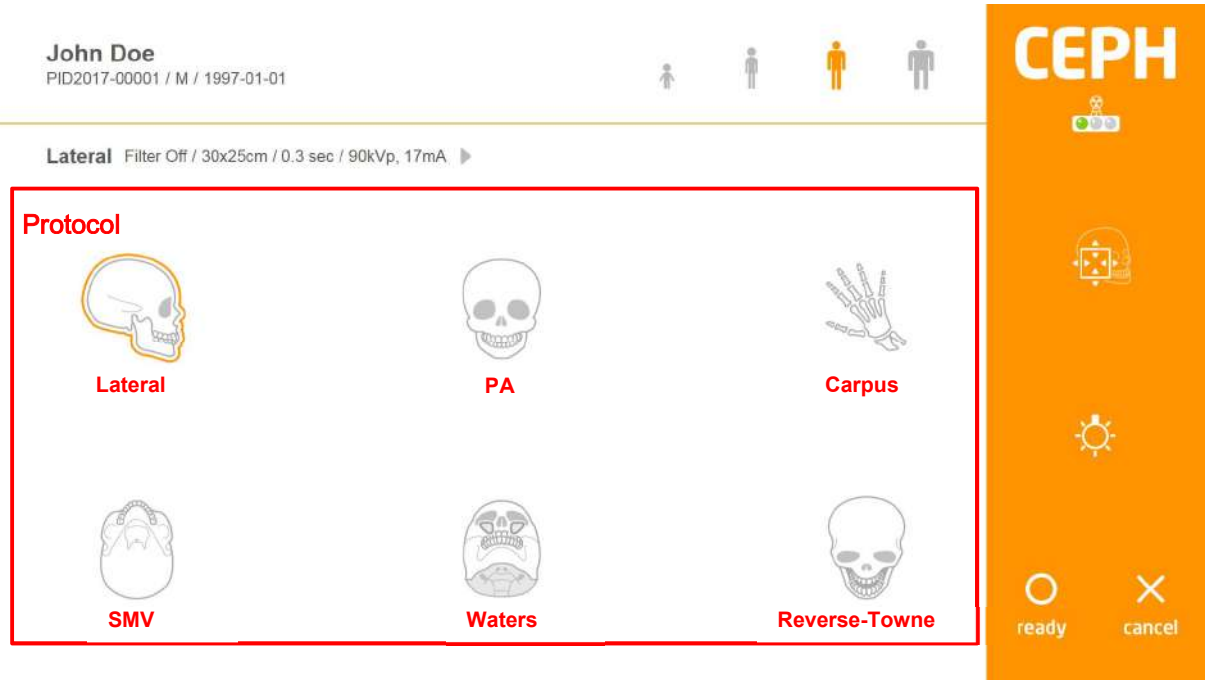 John Doe
PID2017-00001 / M / 1997-01-01
CEPH
Lateral Filter Off / 30x25cm / 0.3 sec / 90kVp, 17mA
Protocol
Lateral
PA
Carpus
SMV
Waters
Reverse-Towne
ready
cancel